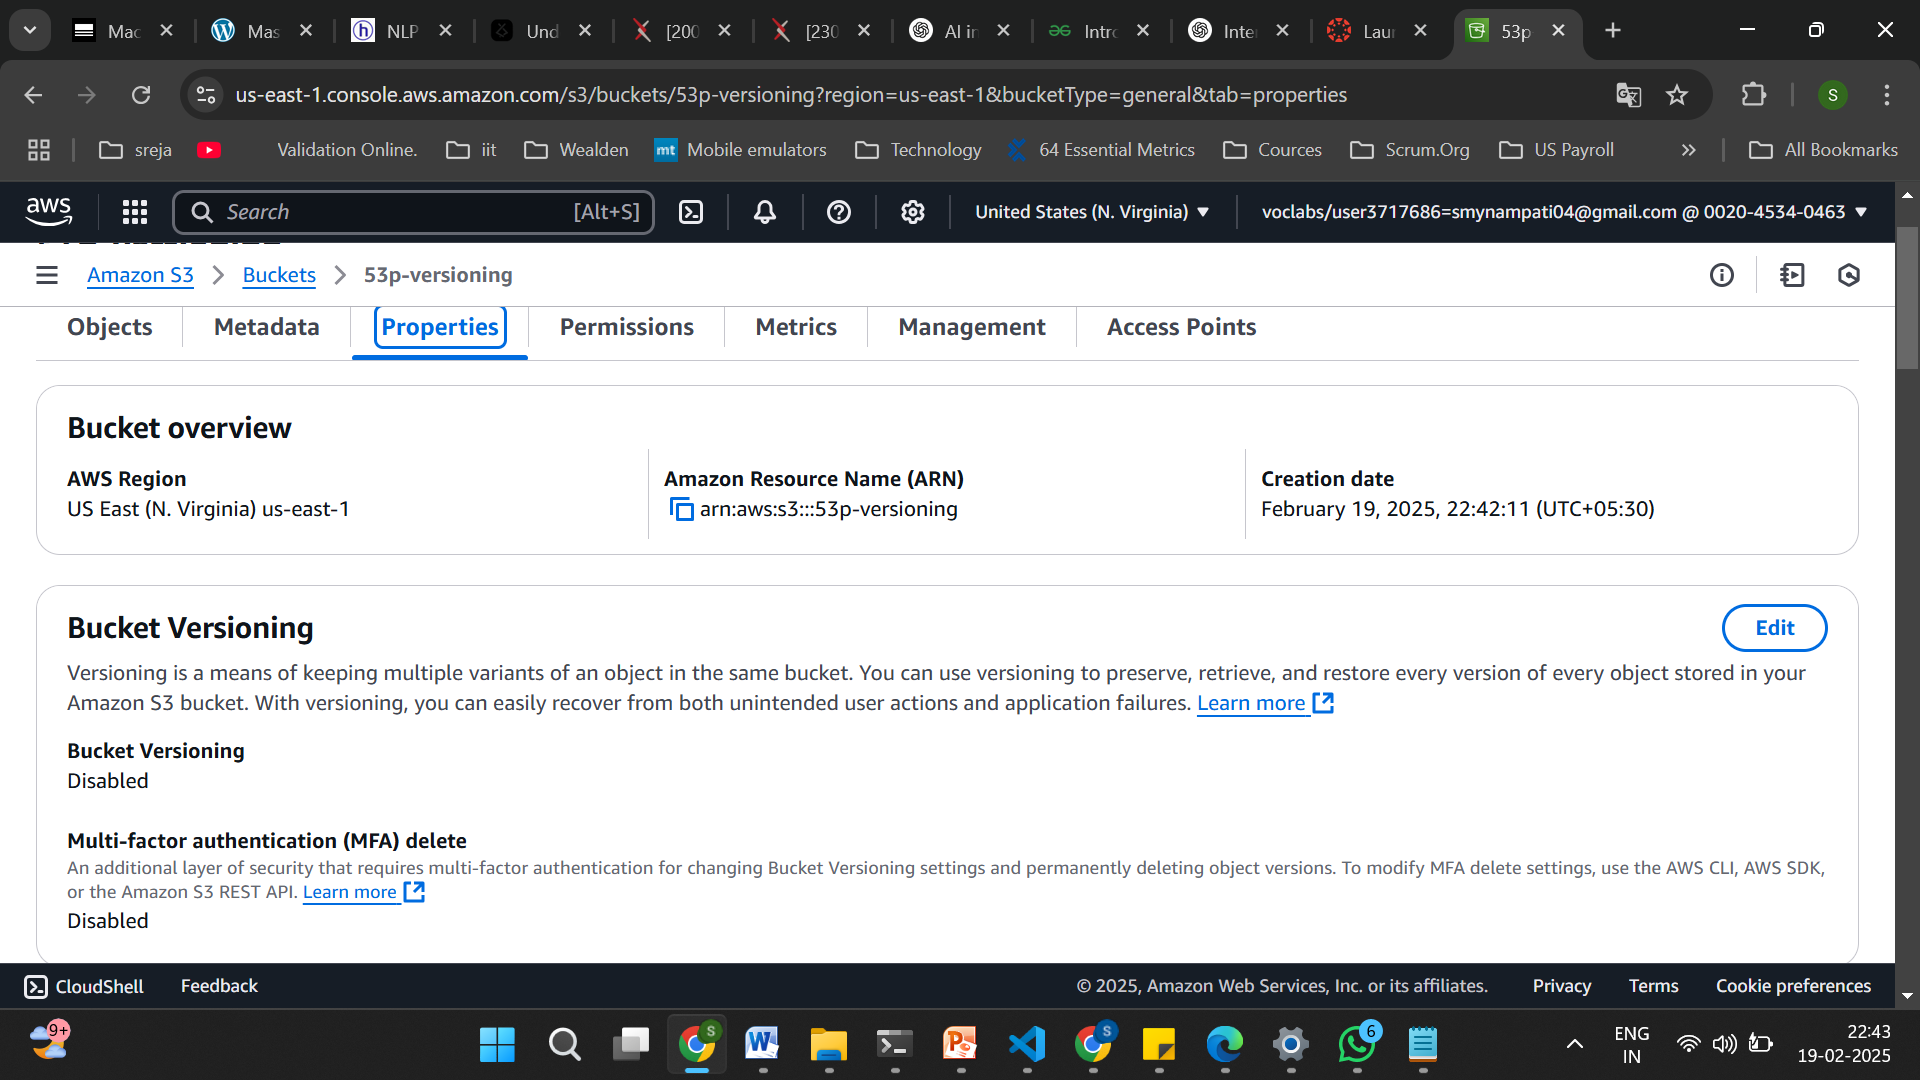 Mac
Mas
NLP
Und
[200
[230
AI in
Intro
Inte
Laun
53p
us-east-1.console.aws.amazon.com/s3/buckets/53p-versioning?region=us-east-1&bucketType=general&tab=properties
S
sreja
Validation Online.
iit
Wealden
mt Mobile emulators
Technology
64 Essential Metrics
Cources
Scrum.Org
US Payroll
»
All Bookmarks
aws
Search [Alt+S]
United States (N. Virginia)
voclabs/user3717686=smynampati04@gmail.com @ 0020-4534-0463
Amazon S3
Buckets
53p-versioning
Objects
Metadata
Properties
Permissions
Metrics
Management
Access Points
Bucket overview
AWS Region
US East (N. Virginia) us-east-1
Amazon Resource Name (ARN)
arn:aws:s3:::53p-versioning
Creation date
February 19, 2025, 22:42:11 (UTC+05:30)
Bucket Versioning
Edit
Versioning is a means of keeping multiple variants of an object in the same bucket. You can use versioning to preserve, retrieve, and restore every version of every object stored in your
Amazon S3 bucket. With versioning, you can easily recover from both unintended user actions and application failures. Learn more
Bucket Versioning
Disabled
Multi-factor authentication (MFA) delete
An additional layer of security that requires multi-factor authentication for changing Bucket Versioning settings and permanently deleting object versions. To modify MFA delete settings, use the AWS CLI, AWS SDK,
or the Amazon S3 REST API. Learn more
Disabled
CloudShell
Feedback
© 2025, Amazon Web Services, Inc. or its affiliates.
Privacy
Terms
Cookie preferences
9+
S
S
6
ENG
IN
22:43
19-02-2025